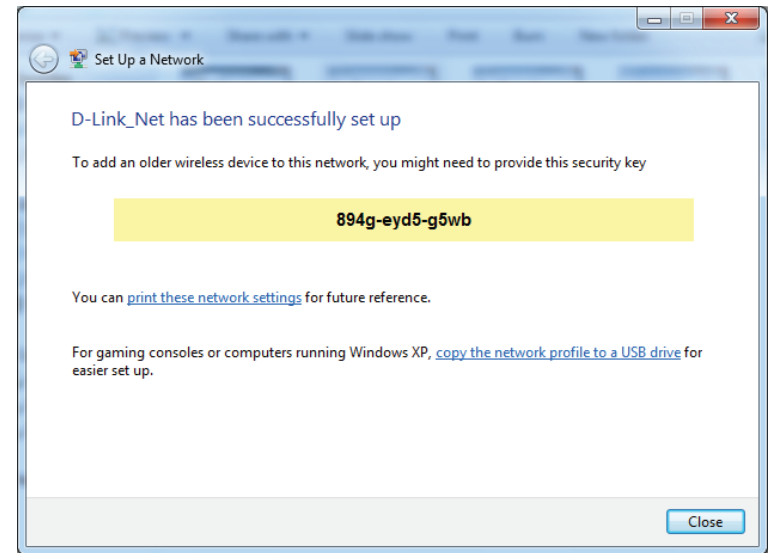 Set Up a Network
D-Link_Net has been successfully set up
To add an older wireless device to this network, you might need to provide this security key
894g-eyd5-g5wb
You can print these network settings for future reference.
For gaming consoles or computers running Windows XP, copy the network profile to a USB drive for
easier set up.
Close